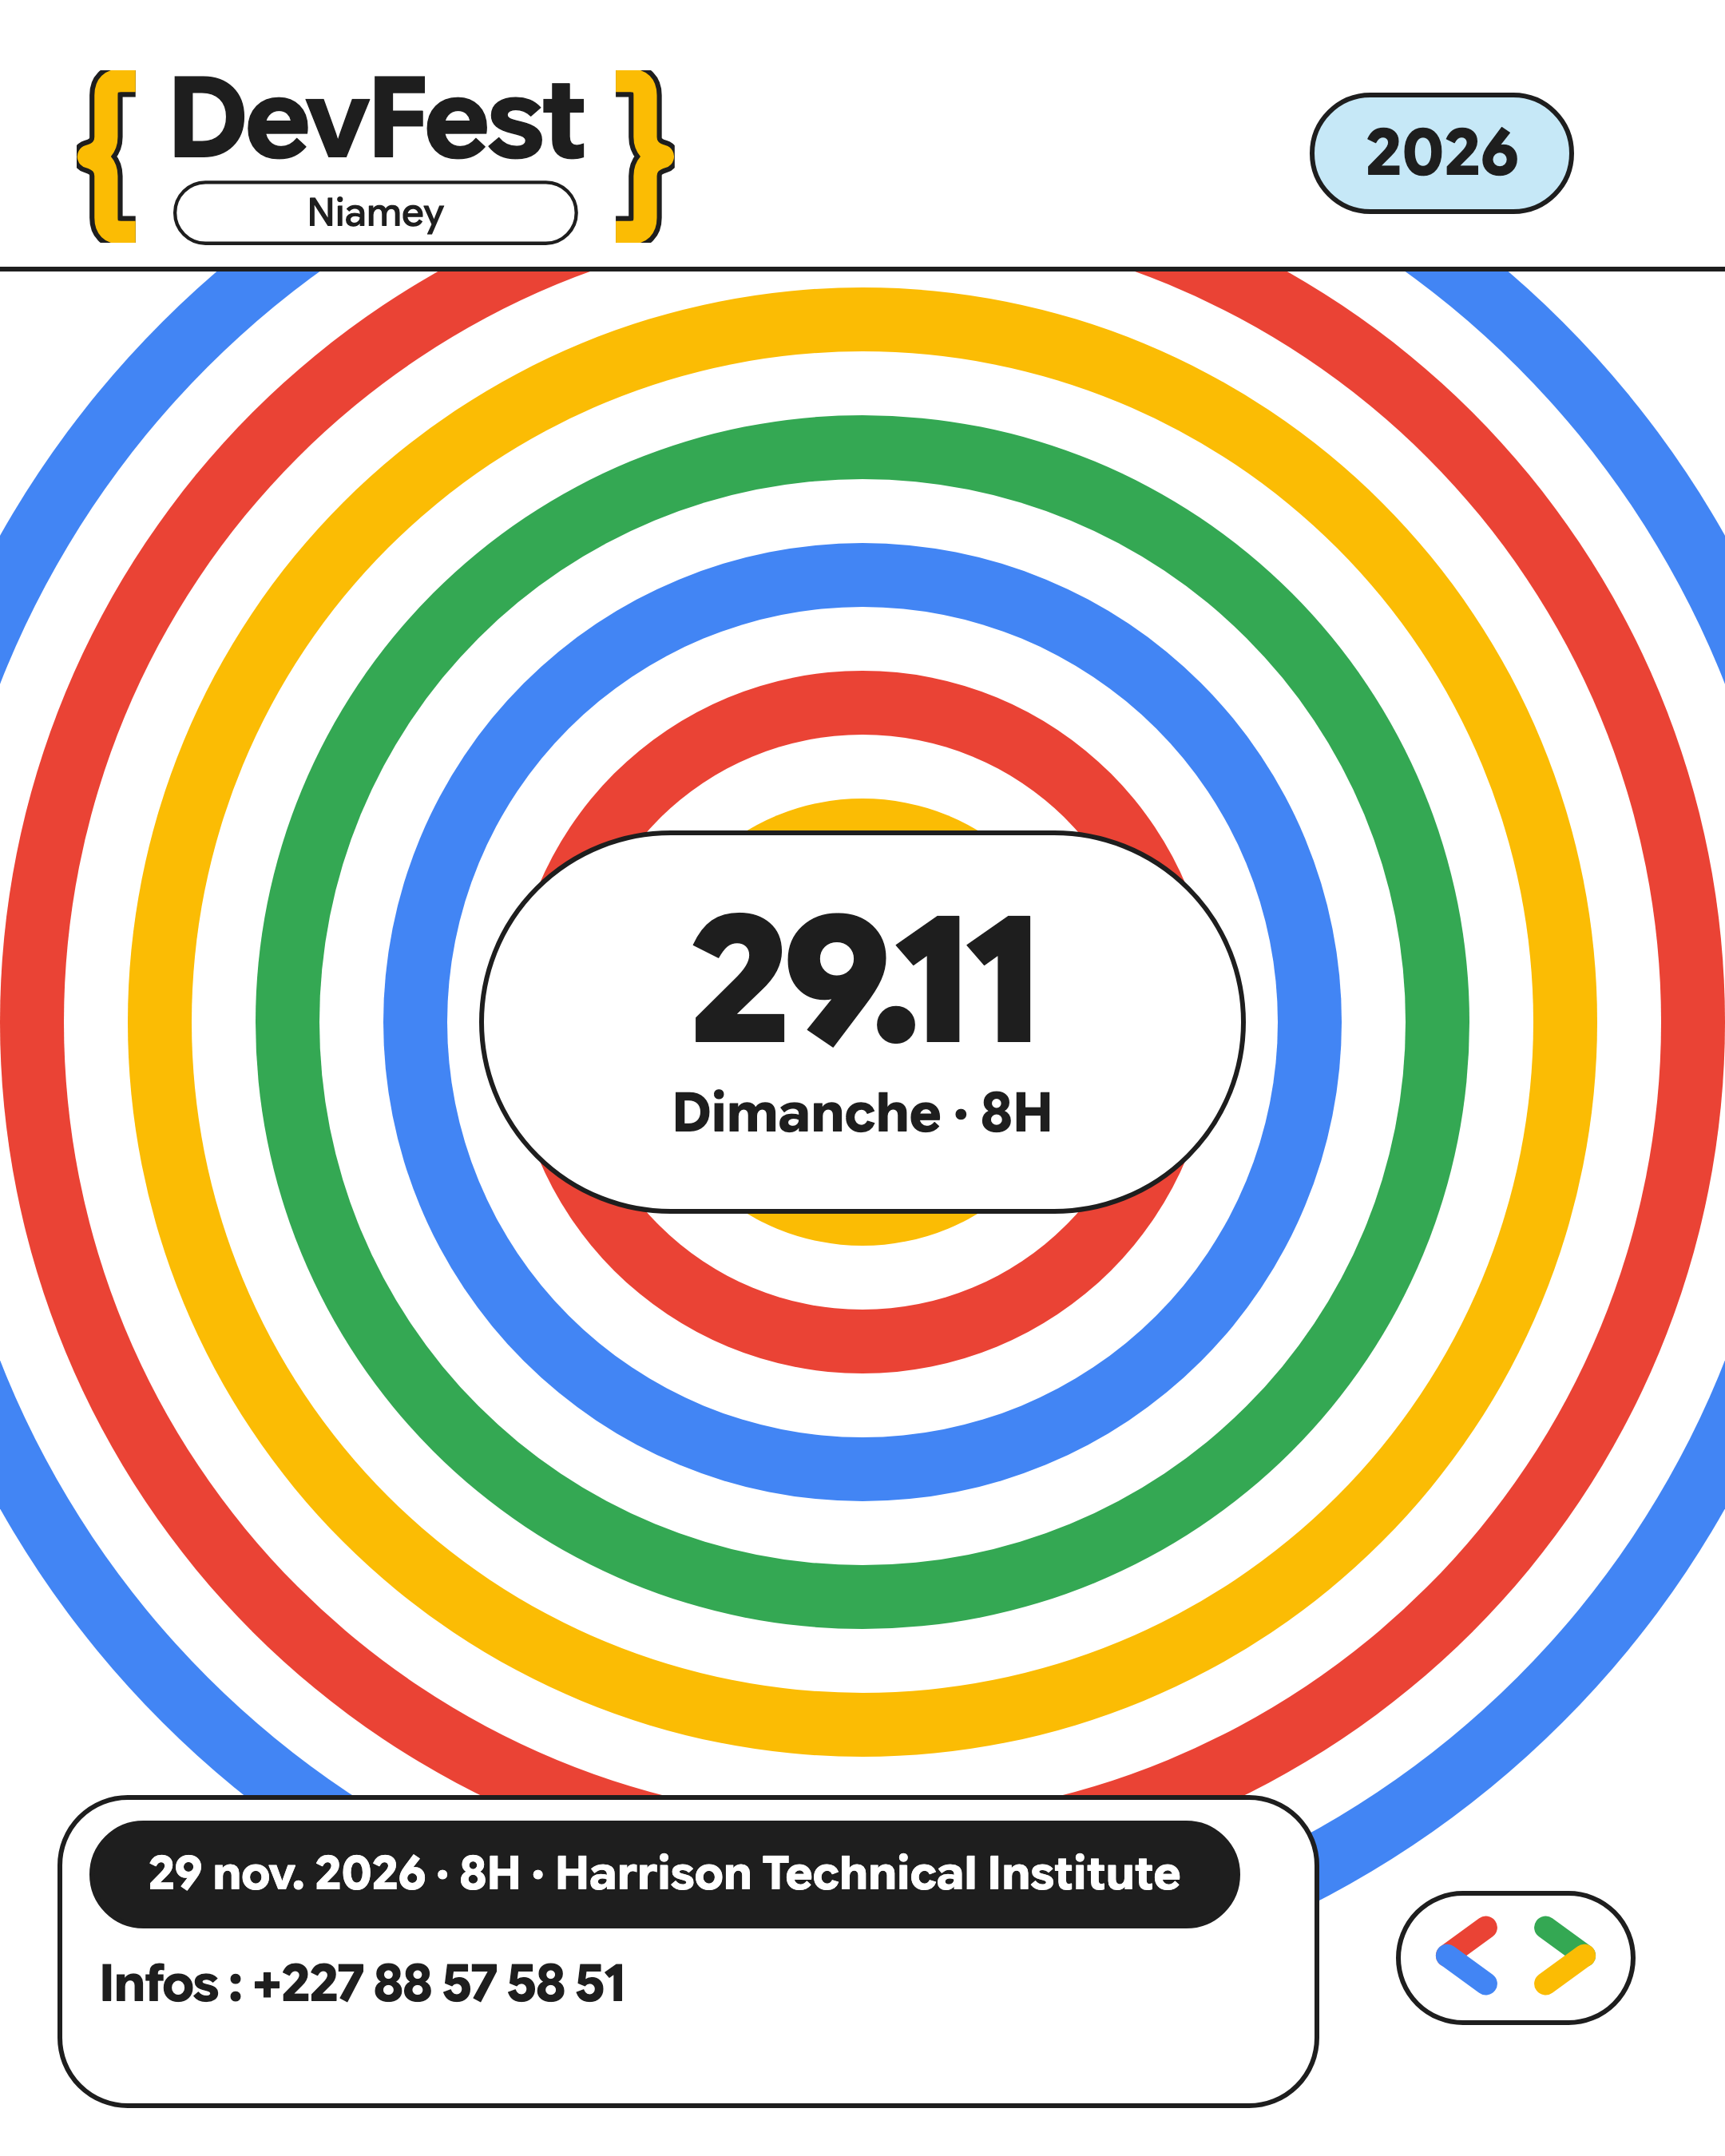 DevFest
Niamey
2026
29.11
Dimanche · 8H
29 nov. 2026 · 8H · Harrison Technical Institute
Infos : +227 88 57 58 51